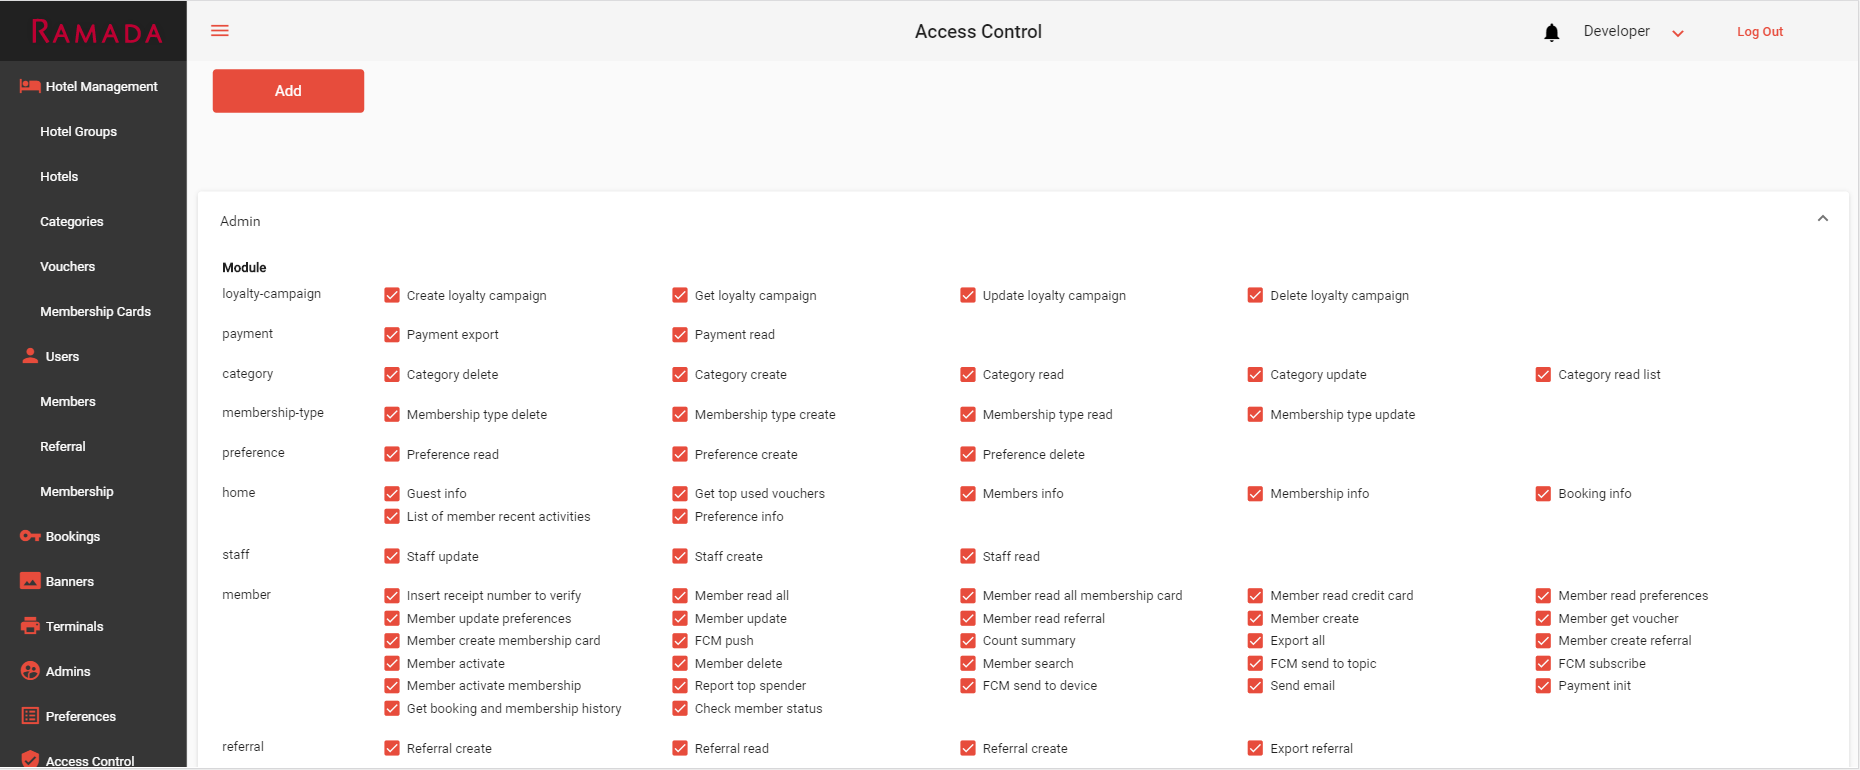 RAMADA
Access Control
Developer
Log Out
Hotel Management
Hotel Groups
Hotels
Categories
Vouchers
Membership Cards
Users
Members
Referral
Membership
Bookings
Banners
Terminals
Admins
Preferences
Access Control
Add
Admin
Module
loyalty-campaign Create loyalty campaign Get loyalty campaign Update loyalty campaign Delete loyalty campaign
payment Payment export Payment read
category Category delete Category create Category read Category update Category read list
membership-type Membership type delete Membership type create Membership type read Membership type update
preference Preference read Preference create Preference delete
home Guest info Get top used vouchers Members info Membership info Booking info
List of member recent activities Preference info
staff Staff update Staff create Staff read
member Insert receipt number to verify Member read all Member read all membership card Member read credit card Member read preferences
Member update preferences Member update Member read referral Member create Member get voucher
Member create membership card FCM push Count summary Export all Member create referral
Member activate Member delete Member search FCM send to topic FCM subscribe
Member activate membership Report top spender FCM send to device Send email Payment init
Get booking and membership history Check member status
referral Referral create Referral read Referral create Export referral